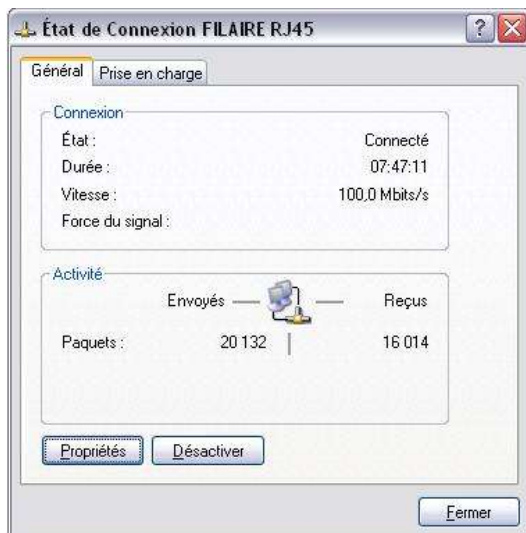 État de Connexion FILAIRE RJ45
Général Prise en charge
Connexion
État : Connecté
Durée : 07:47:11
Vitesse : 100,0 Mbits/s
Force du signal :
Activité
Envoyés Reçus
Paquets : 20 132 16 014
Propriétés Désactiver
Fermer